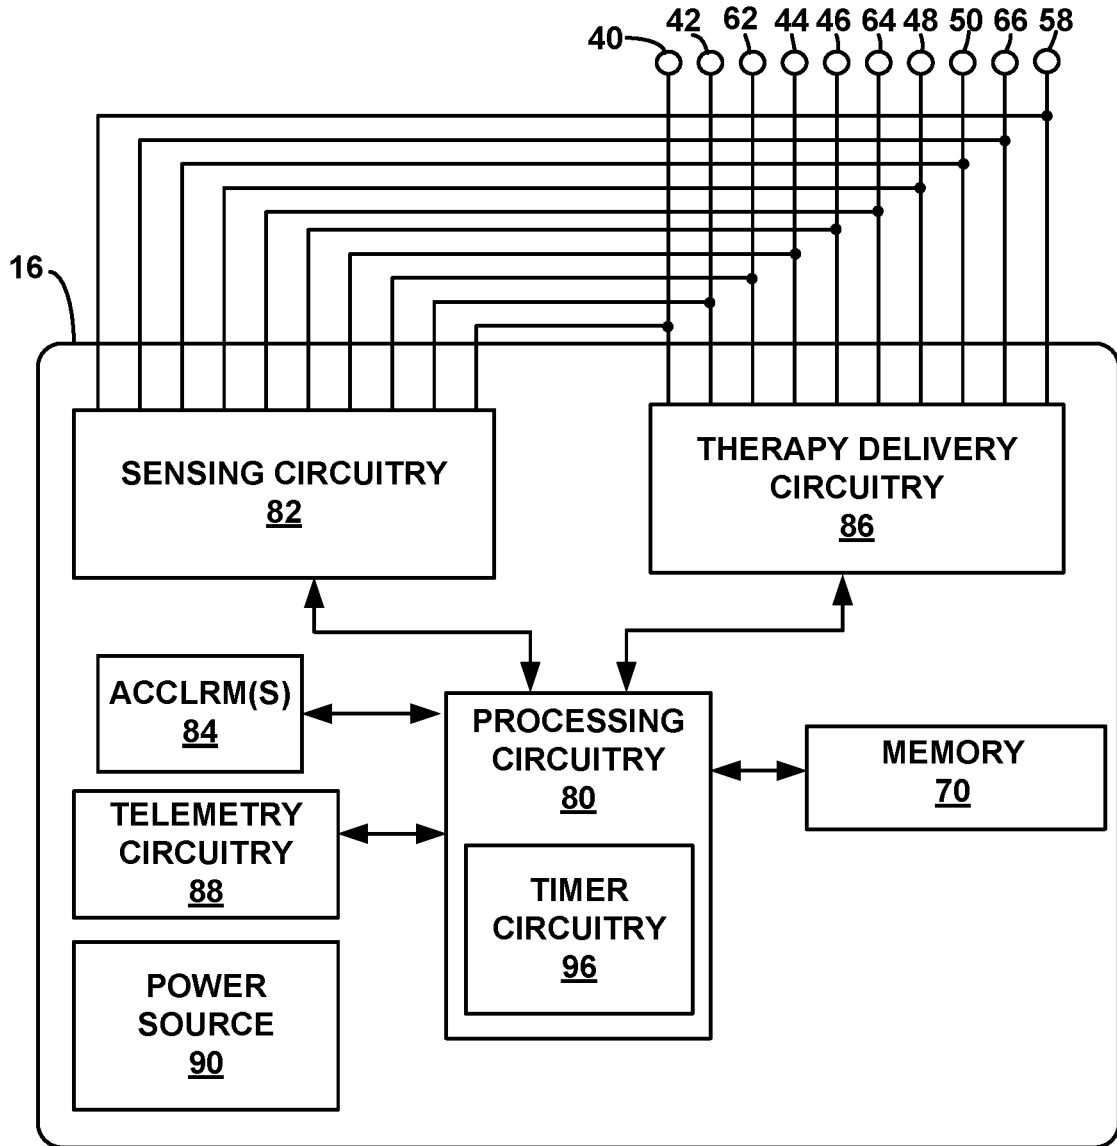 40 42 62 44 46 64 48 50 66 58
16
SENSING CIRCUITRY
82
THERAPY DELIVERY
CIRCUITRY
86
ACCLRM(S)
84
PROCESSING
CIRCUITRY
80
MEMORY
70
TELEMETRY
CIRCUITRY
88
TIMER
CIRCUITRY
96
POWER
SOURCE
90